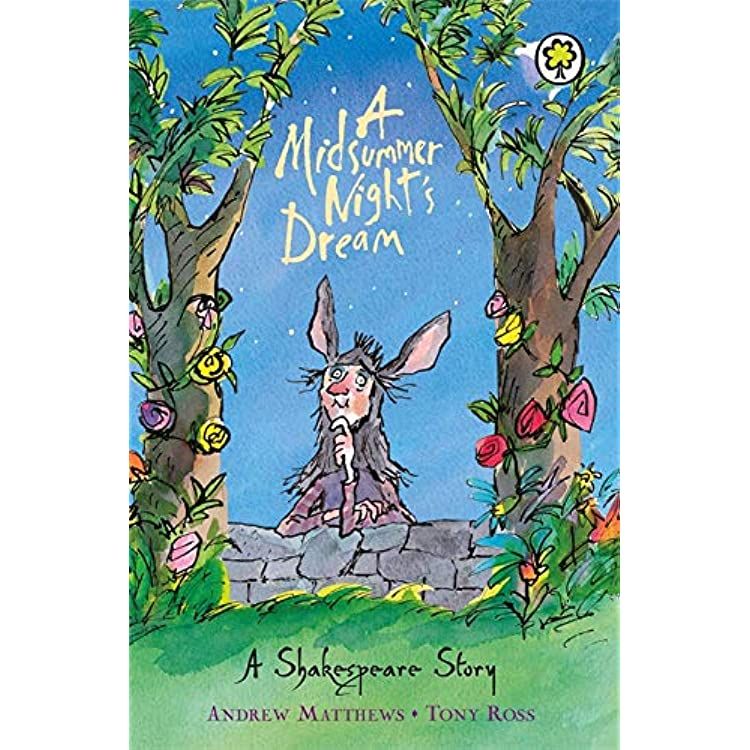 A
Midsummer
Night's
Dream
A Shakespeare Story
ANDREW MATTHEWS • TONY ROSS